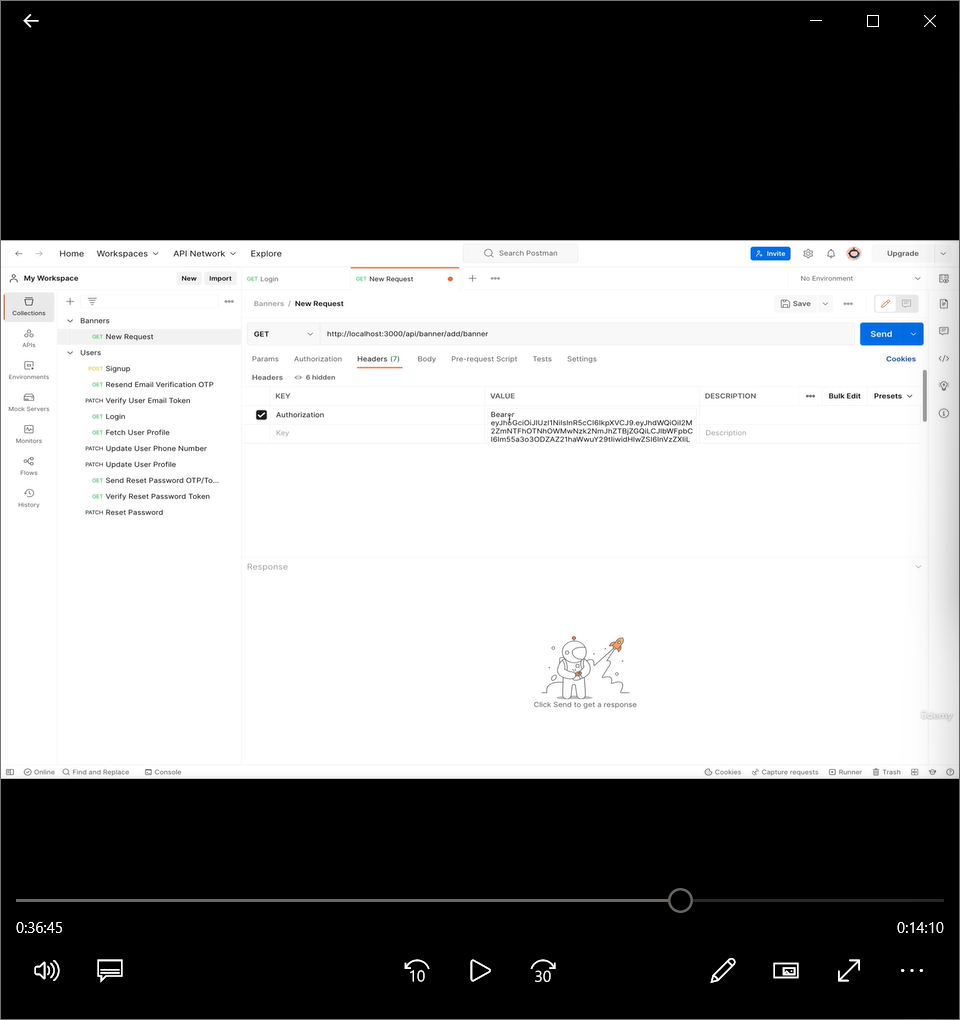 Home Workspaces API Network Explore Search Postman Invite Upgrade
My Workspace New Import GET Login GET New Request No Environment
Collections
APIs
Environments
Mock Servers
Monitors
Flows
History
Banners
GET New Request
Users
POST Signup
GET Resend Email Verification OTP
PATCH Verify User Email Token
GET Login
GET Fetch User Profile
PATCH Update User Phone Number
PATCH Update User Profile
GET Send Reset Password OTP/To...
GET Verify Reset Password Token
PATCH Reset Password
Banners / New Request Save
GET http://localhost:3000/api/banner/add/banner Send
Params Authorization Headers (7) Body Pre-request Script Tests Settings Cookies
Headers 6 hidden
KEY VALUE DESCRIPTION Bulk Edit Presets
Authorization Bearer
Key Description
Response
Click Send to get a response
Udemy
Online Find and Replace Console Cookies Capture requests Runner Trash
0:36:45 0:14:10
10 30